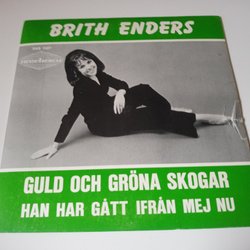 BRITH ENDERS
GULD OCH GRÖNA SKOGAR
HAN HAR GÅTT IFRÅN MEJ NU